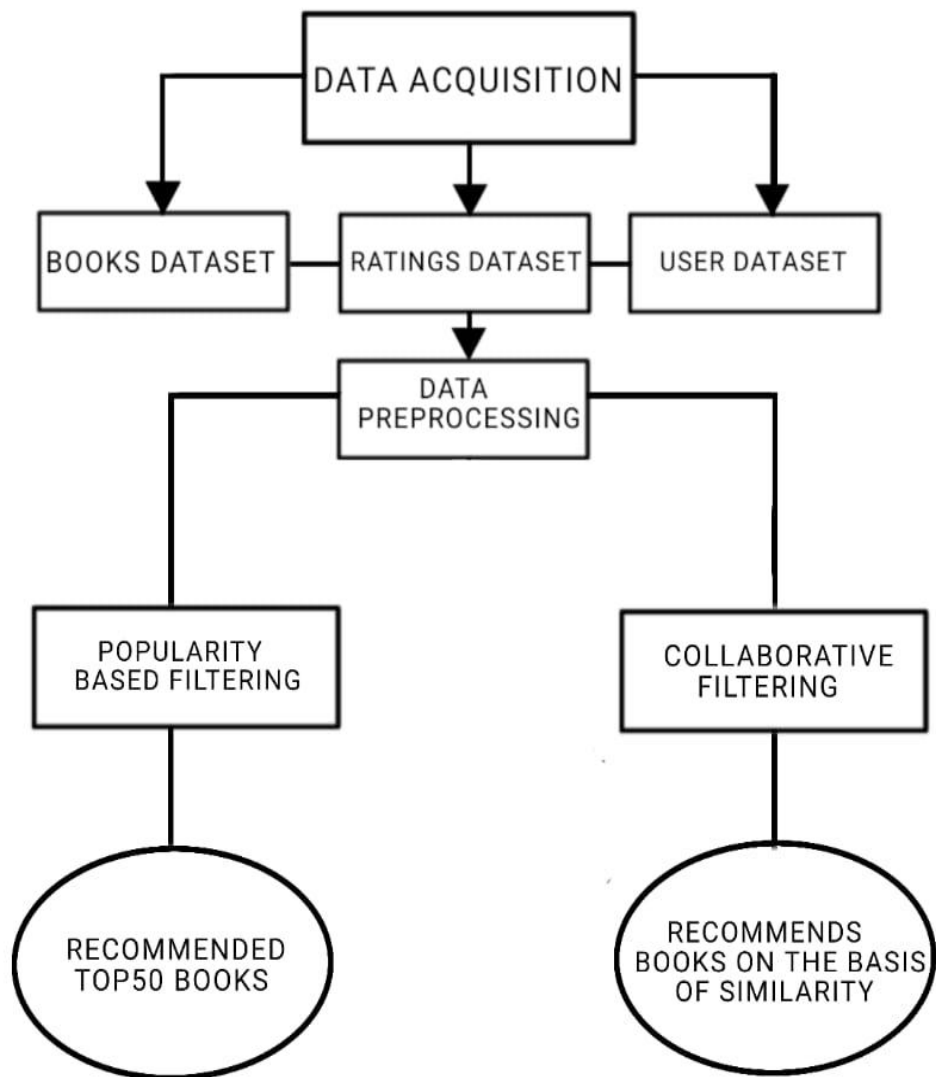 DATA ACQUISITION
BOOKS DATASET
RATINGS DATASET
USER DATASET
DATA
PREPROCESSING
POPULARITY
BASED FILTERING
COLLABORATIVE
FILTERING
RECOMMENDED
TOP50 BOOKS
RECOMMENDS
BOOKS ON THE BASIS
OF SIMILARITY